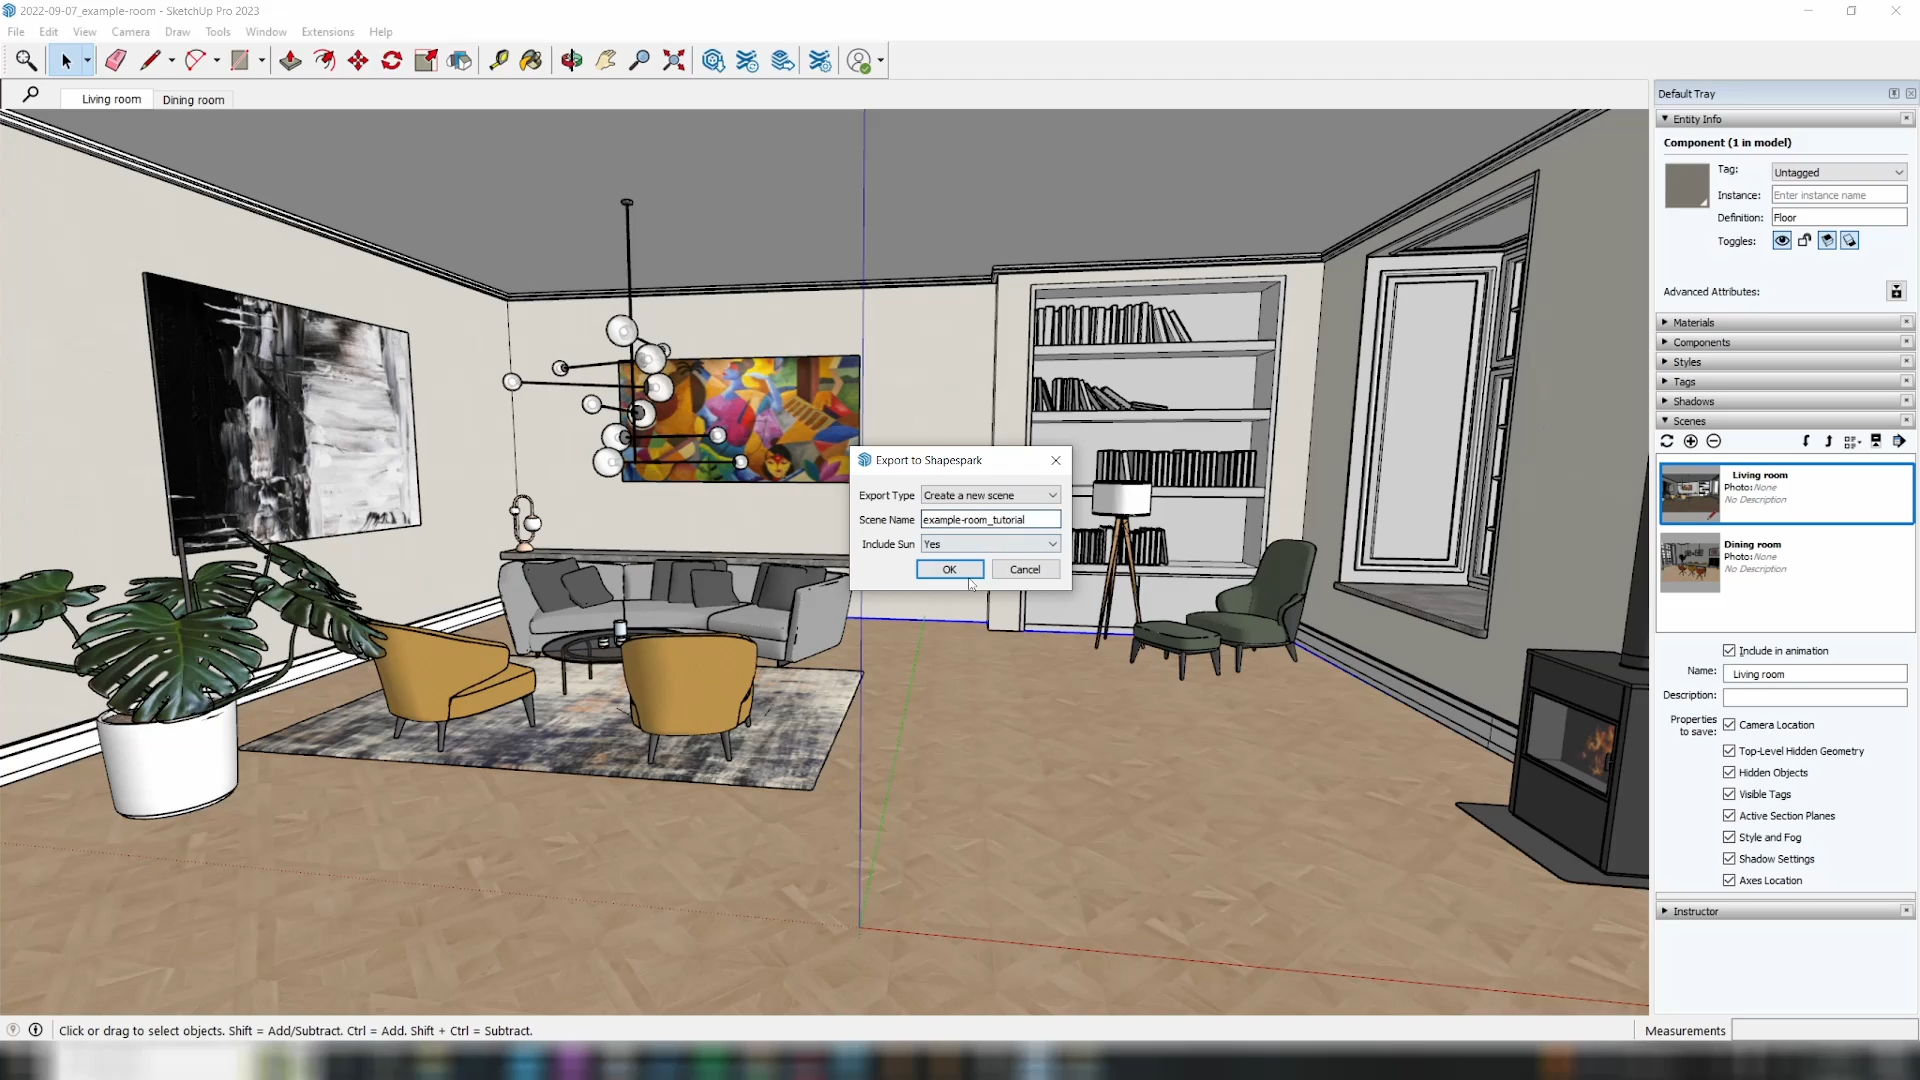 2022-09-07_example-room - SketchUp Pro 2023
File Edit View Camera Draw Tools Window Extensions Help
Living room Dining room
Default Tray
Entity Info
Component (1 in model)
Tag: Untagged
Instance: Enter instance name
Definition: Floor
Toggles:
Advanced Attributes:
Materials
Components
Styles
Tags
Shadows
Scenes
Living room
Photo: None
No Description
Dining room
Photo: None
No Description
Include in animation
Name: Living room
Description:
Properties to save:
Camera Location
Top-Level Hidden Geometry
Hidden Objects
Visible Tags
Active Section Planes
Style and Fog
Shadow Settings
Axes Location
Instructor
Export to Shapespark
Export Type Create a new scene
Scene Name example-room_tutorial
Include Sun Yes
OK Cancel
Click or drag to select objects. Shift = Add/Subtract. Ctrl = Add. Shift + Ctrl = Subtract.
Measurements